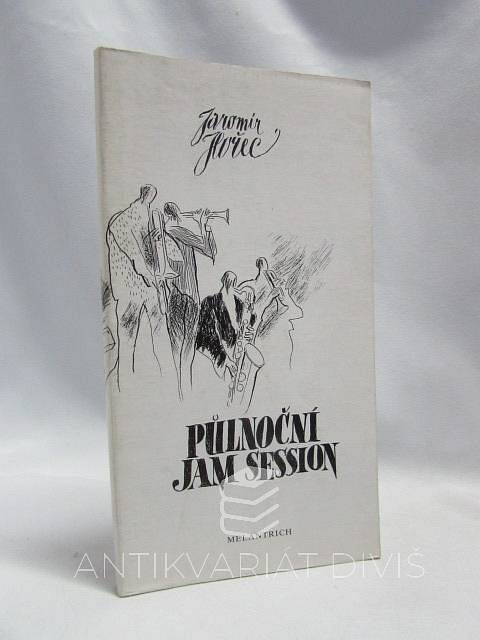 Jaromír
Hořec
PŮLNOČNÍ
JAM SESSION
MELANTRICH
ANTIKVARIÁT DIVIŠ